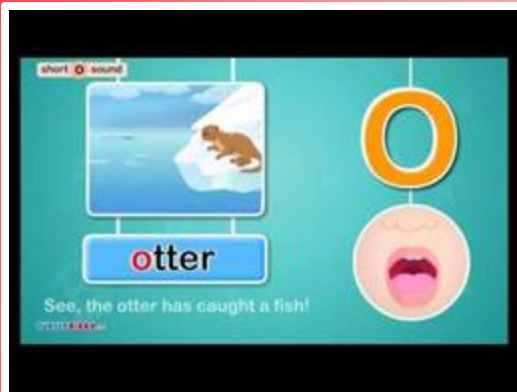 short o sound
O
otter
See, the otter has caught a fish!